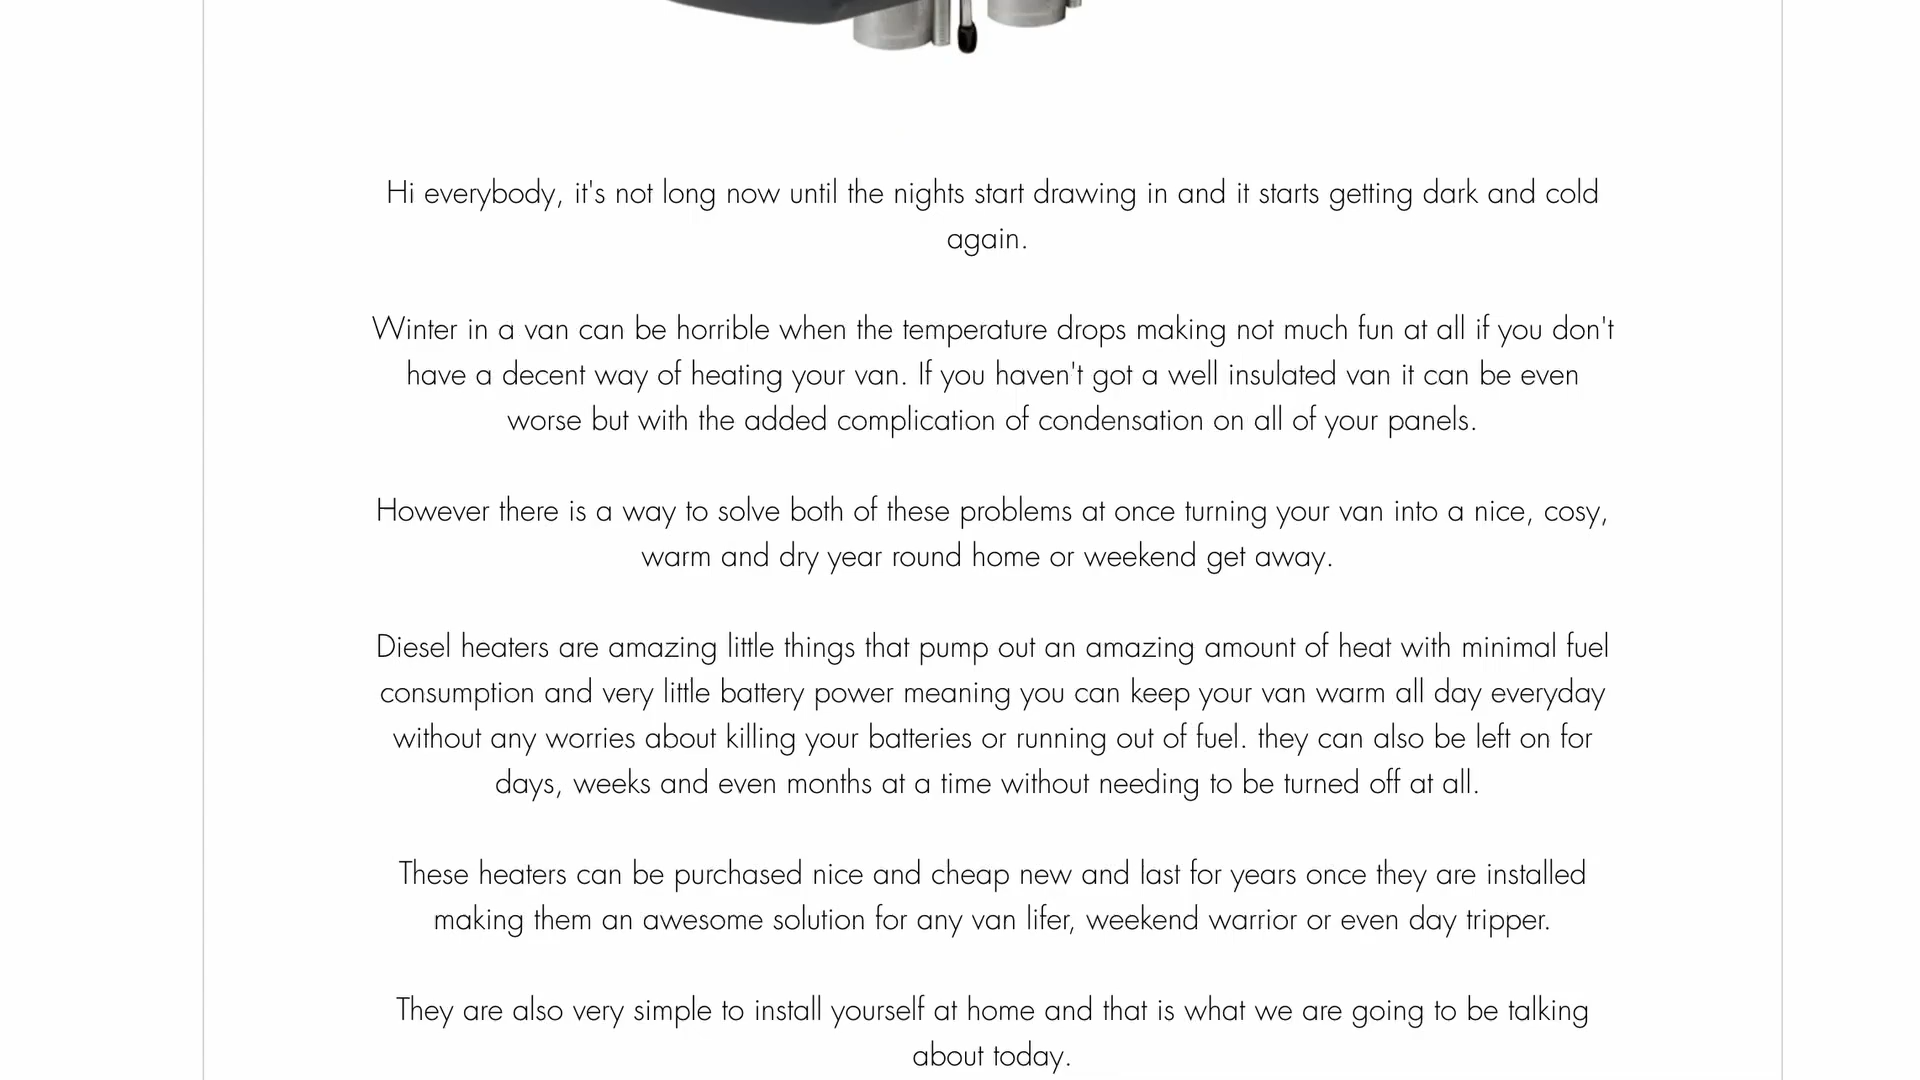 Hi everybody, it's not long now until the nights start drawing in and it starts getting dark and cold
again.
Winter in a van can be horrible when the temperature drops making not much fun at all if you don't
have a decent way of heating your van. If you haven't got a well insulated van it can be even
worse but with the added complication of condensation on all of your panels.
However there is a way to solve both of these problems at once turning your van into a nice, cosy,
warm and dry year round home or weekend get away.
Diesel heaters are amazing little things that pump out an amazing amount of heat with minimal fuel
consumption and very little battery power meaning you can keep your van warm all day everyday
without any worries about killing your batteries or running out of fuel. they can also be left on for
days, weeks and even months at a time without needing to be turned off at all.
These heaters can be purchased nice and cheap new and last for years once they are installed
making them an awesome solution for any van lifer, weekend warrior or even day tripper.
They are also very simple to install yourself at home and that is what we are going to be talking
about today.